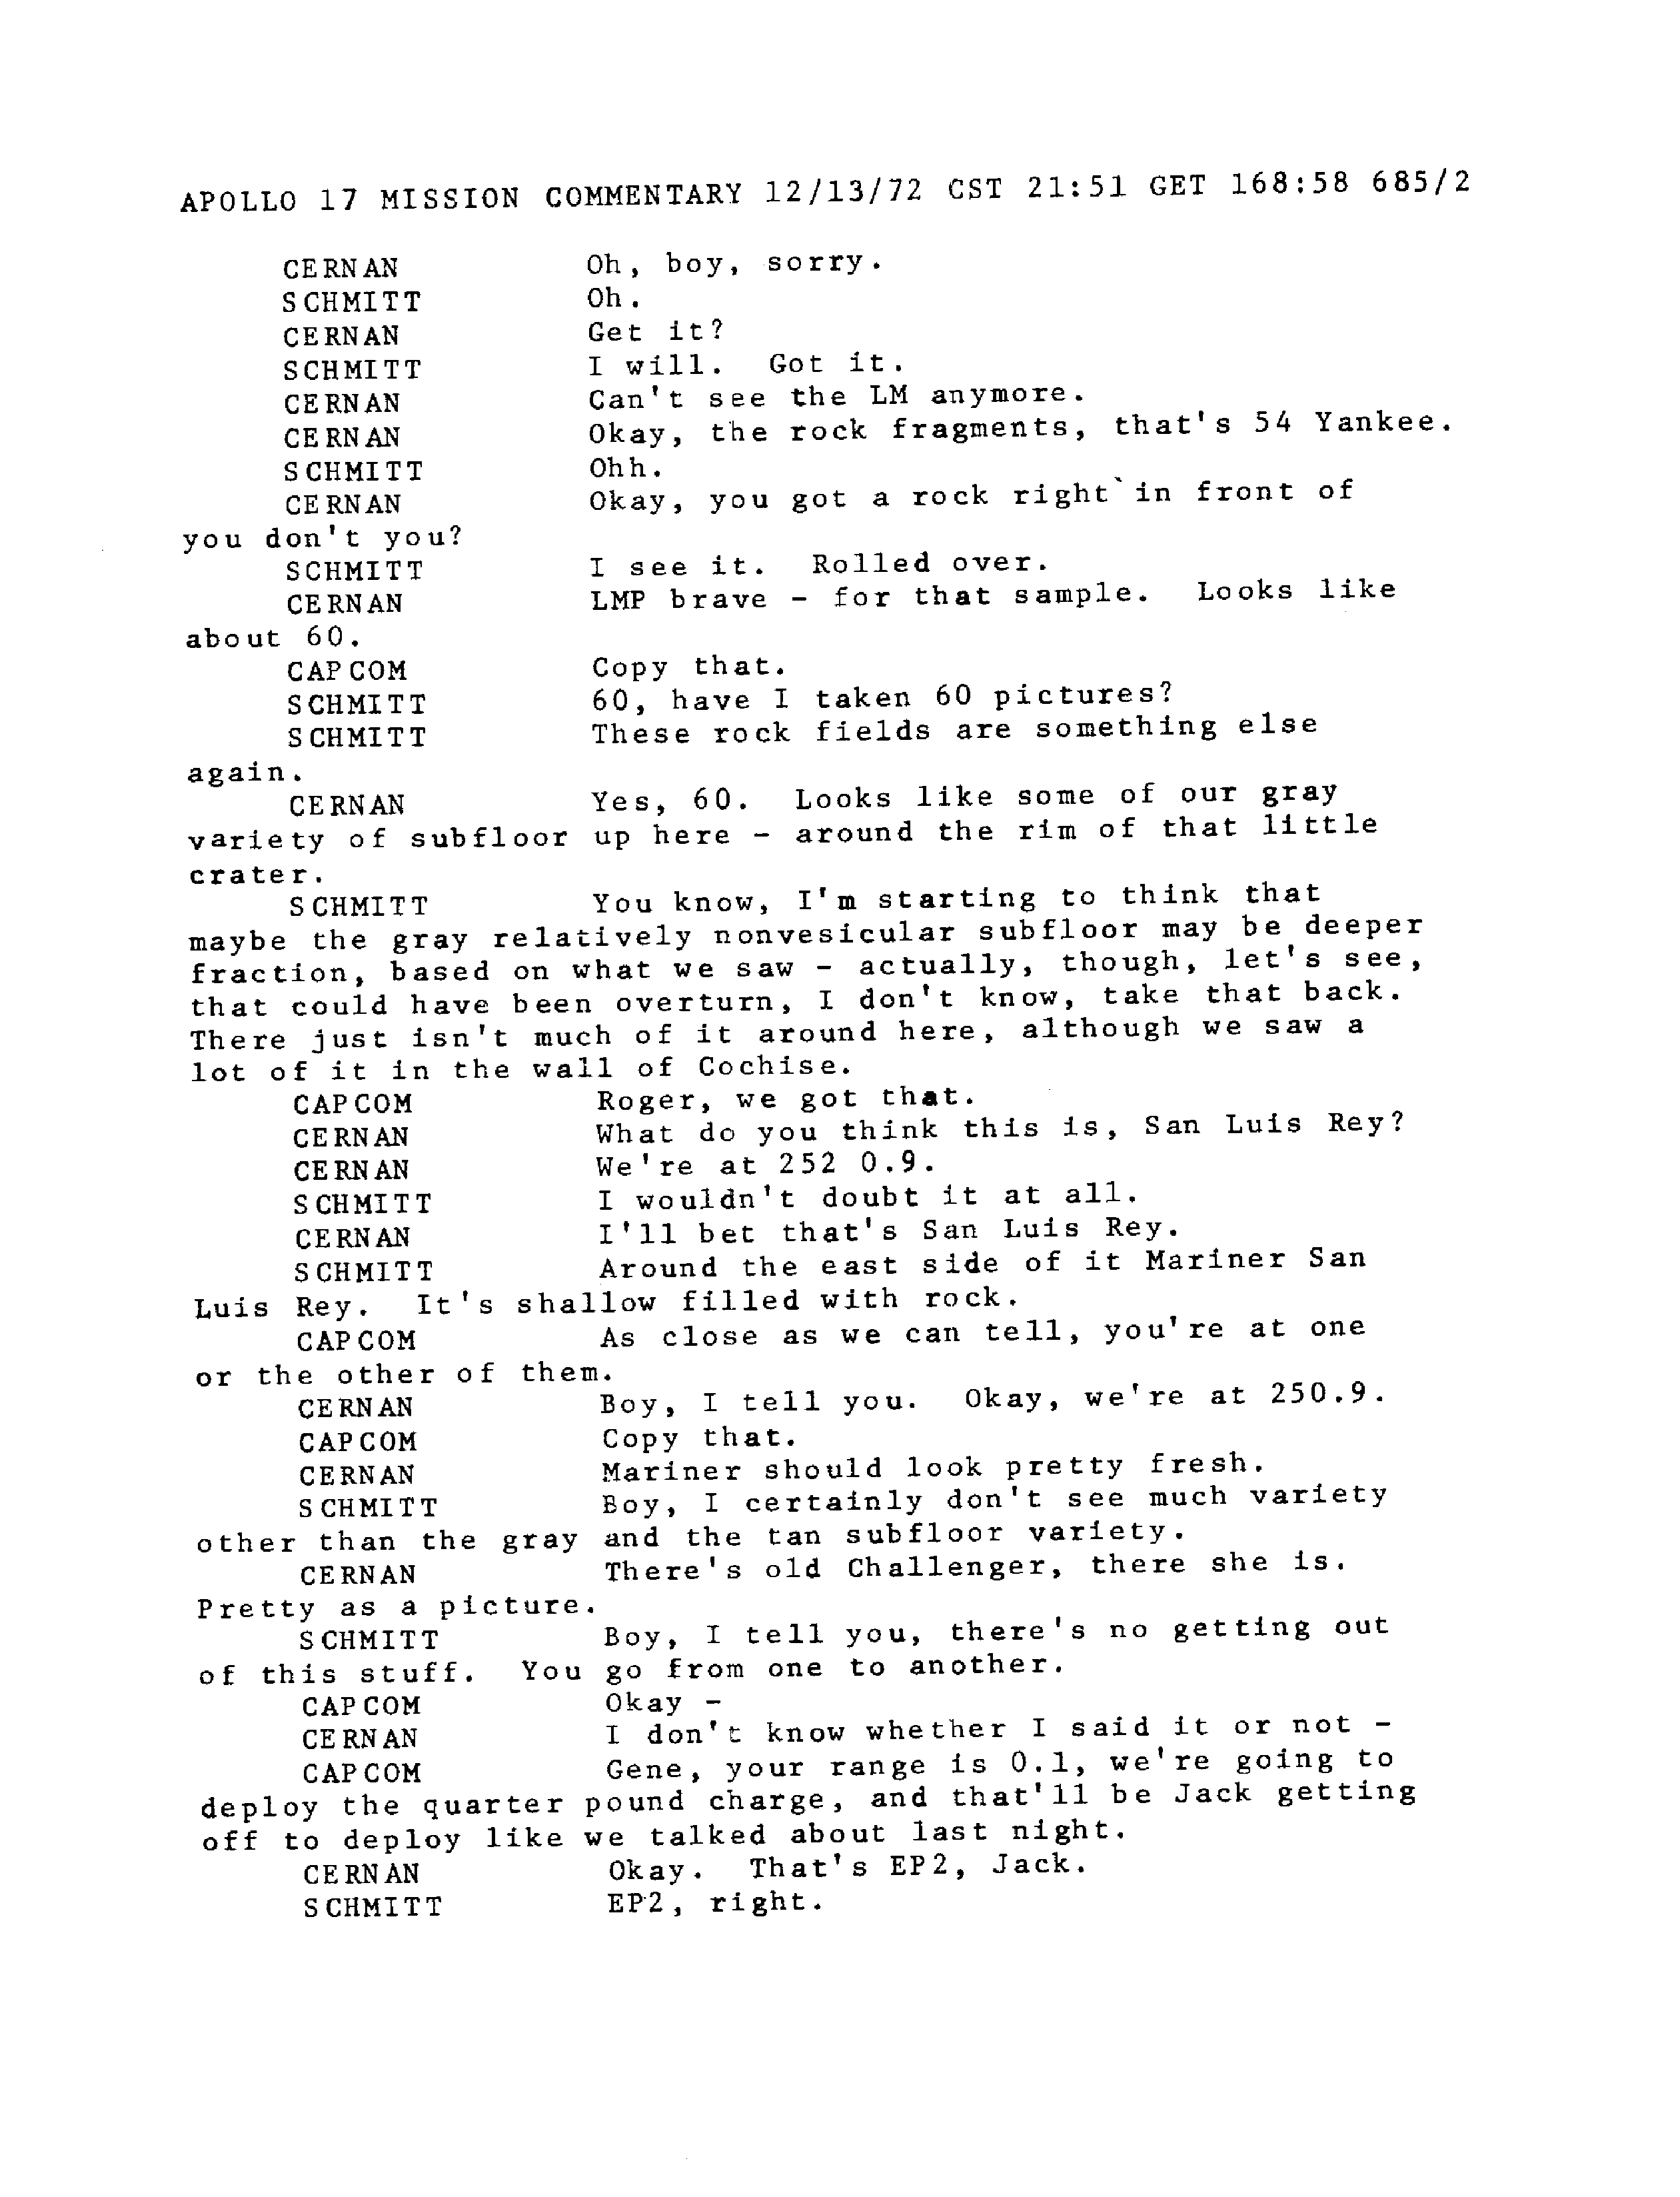 APOLLO 17 MISSION COMMENTARY 12/13/72 CST 21:51 GET 168:58 685/2
CERNAN Oh, boy, sorry.
SCHMITT Oh.
CERNAN Get it?
SCHMITT I will. Got it.
CERNAN Can't see the LM anymore.
CERNAN Okay, the rock fragments, that's 54 Yankee.
SCHMITT Ohh.
CERNAN Okay, you got a rock right in front of
you don't you?
SCHMITT I see it. Rolled over.
CERNAN LMP brave - for that sample. Looks like
about 60.
CAPCOM Copy that.
SCHMITT 60, have I taken 60 pictures?
SCHMITT These rock fields are something else
again.
CERNAN Yes, 60. Looks like some of our gray
variety of subfloor up here - around the rim of that little
crater.
SCHMITT You know, I'm starting to think that
maybe the gray relatively nonvesicular subfloor may be deeper
fraction, based on what we saw - actually, though, let's see,
that could have been overturn, I don't know, take that back.
There just isn't much of it around here, although we saw a
lot of it in the wall of Cochise.
CAPCOM Roger, we got that.
CERNAN What do you think this is, San Luis Rey?
CERNAN We're at 252 0.9.
SCHMITT I wouldn't doubt it at all.
CERNAN I'll bet that's San Luis Rey.
SCHMITT Around the east side of it Mariner San
Luis Rey. It's shallow filled with rock.
CAPCOM As close as we can tell, you're at one
or the other of them.
CERNAN Boy, I tell you. Okay, we're at 250.9.
CAPCOM Copy that.
CERNAN Mariner should look pretty fresh.
SCHMITT Boy, I certainly don't see much variety
other than the gray and the tan subfloor variety.
CERNAN There's old Challenger, there she is.
Pretty as a picture.
SCHMITT Boy, I tell you, there's no getting out
of this stuff. You go from one to another.
CAPCOM Okay -
CERNAN I don't know whether I said it or not -
CAPCOM Gene, your range is 0.1, we're going to
deploy the quarter pound charge, and that'll be Jack getting
off to deploy like we talked about last night.
CERNAN Okay. That's EP2, Jack.
SCHMITT EP2, right.